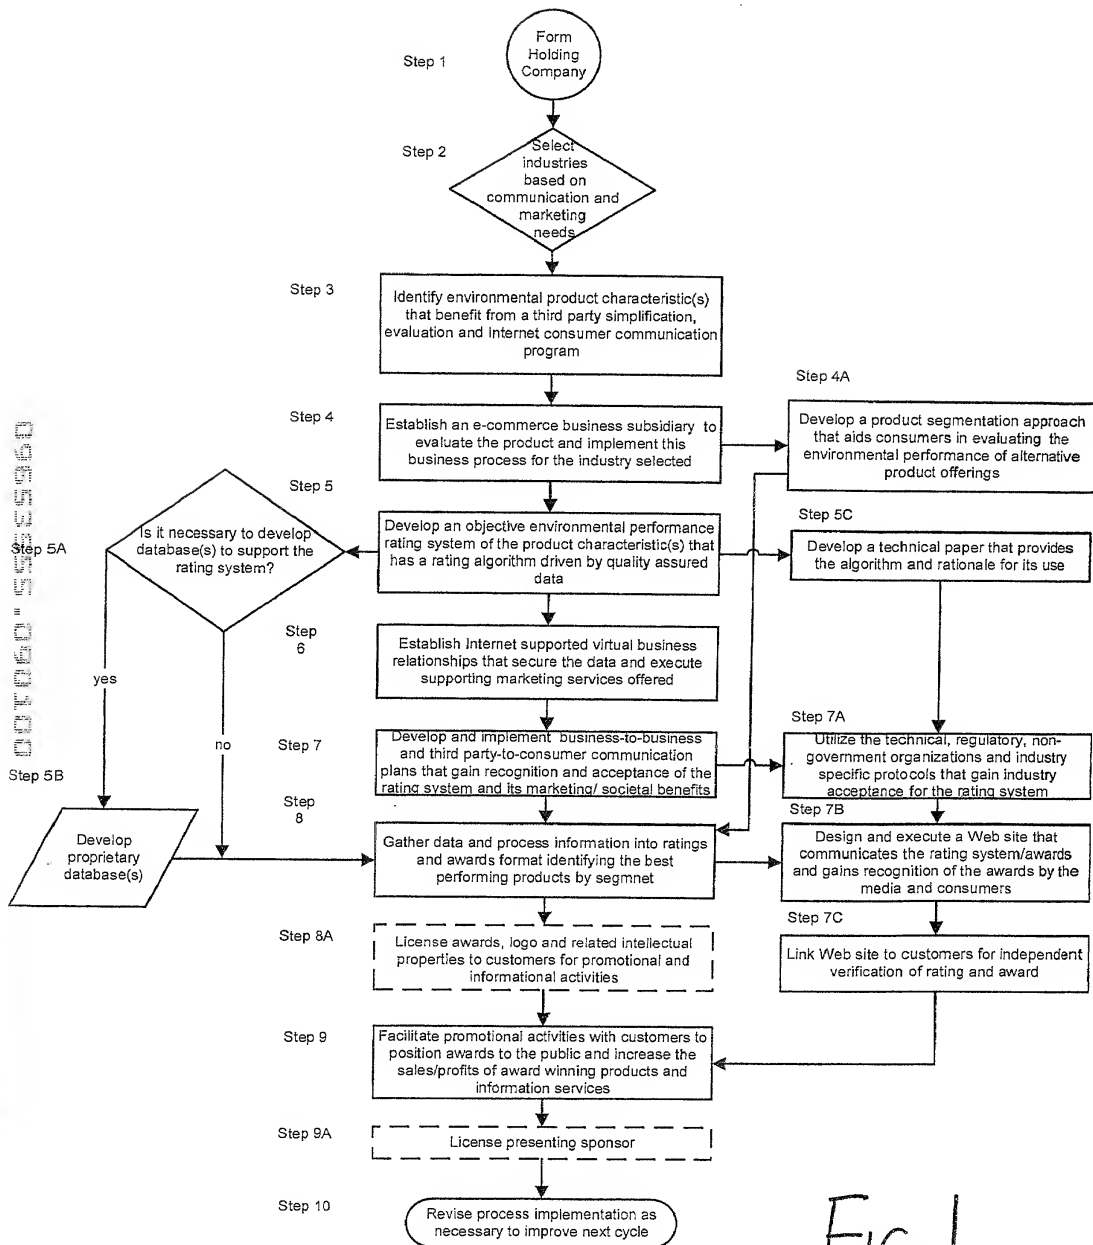 Form
Holding
Company
Step 1
Step 2
Select
industries
based on
communication and
marketing
needs
Step 3
Identify environmental product characteristic(s)
that benefit from a third party simplification,
evaluation and Internet consumer communication
program
Step 4A
Step 4
Establish an e-commerce business subsidiary to
evaluate the product and implement this
business process for the industry selected
Develop a product segmentation approach
that aids consumers in evaluating the
environmental performance of alternative
product offerings
Step 5
Step 5A
Is it necessary to develop
database(s) to support the
rating system?
Develop an objective environmental performance
rating system of the product characteristic(s) that
has a rating algorithm driven by quality assured
data
Step 5C
Develop a technical paper that provides
the algorithm and rationale for its use
Step
6
Establish Internet supported virtual business
relationships that secure the data and execute
supporting marketing services offered
yes
no
Step 7
Develop and implement business-to-business
and third party-to-consumer communication
plans that gain recognition and acceptance of the
rating system and its marketing/ societal benefits
Step 7A
Utilize the technical, regulatory, non-
government organizations and industry
specific protocols that gain industry
acceptance for the rating system
Step 5B
Develop
proprietary
database(s)
Step
8
Gather data and process information into ratings
and awards format identifying the best
performing products by segmnet
Step 7B
Design and execute a Web site that
communicates the rating system/awards
and gains recognition of the awards by the
media and consumers
Step 7C
Link Web site to customers for independent
verification of rating and award
Step 8A
License awards, logo and related intellectual
properties to customers for promotional and
informational activities
Step 9
Facilitate promotional activities with customers to
position awards to the public and increase the
sales/profits of award winning products and
information services
Step 9A
License presenting sponsor
Step 10
Revise process implementation as
necessary to improve next cycle
Fig 1